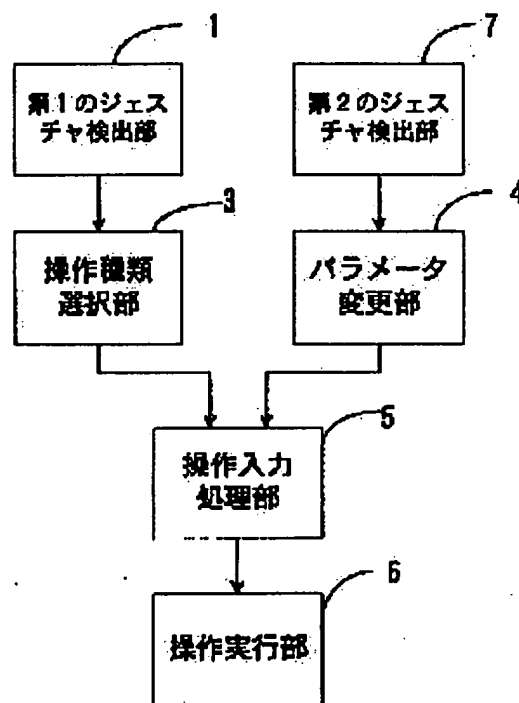 1
7
第1のジェス
チャ検出部
第2のジェス
チャ検出部
3
4
操作種類
選択部
パラメータ
変更部
5
操作入力
処理部
6
操作実行部